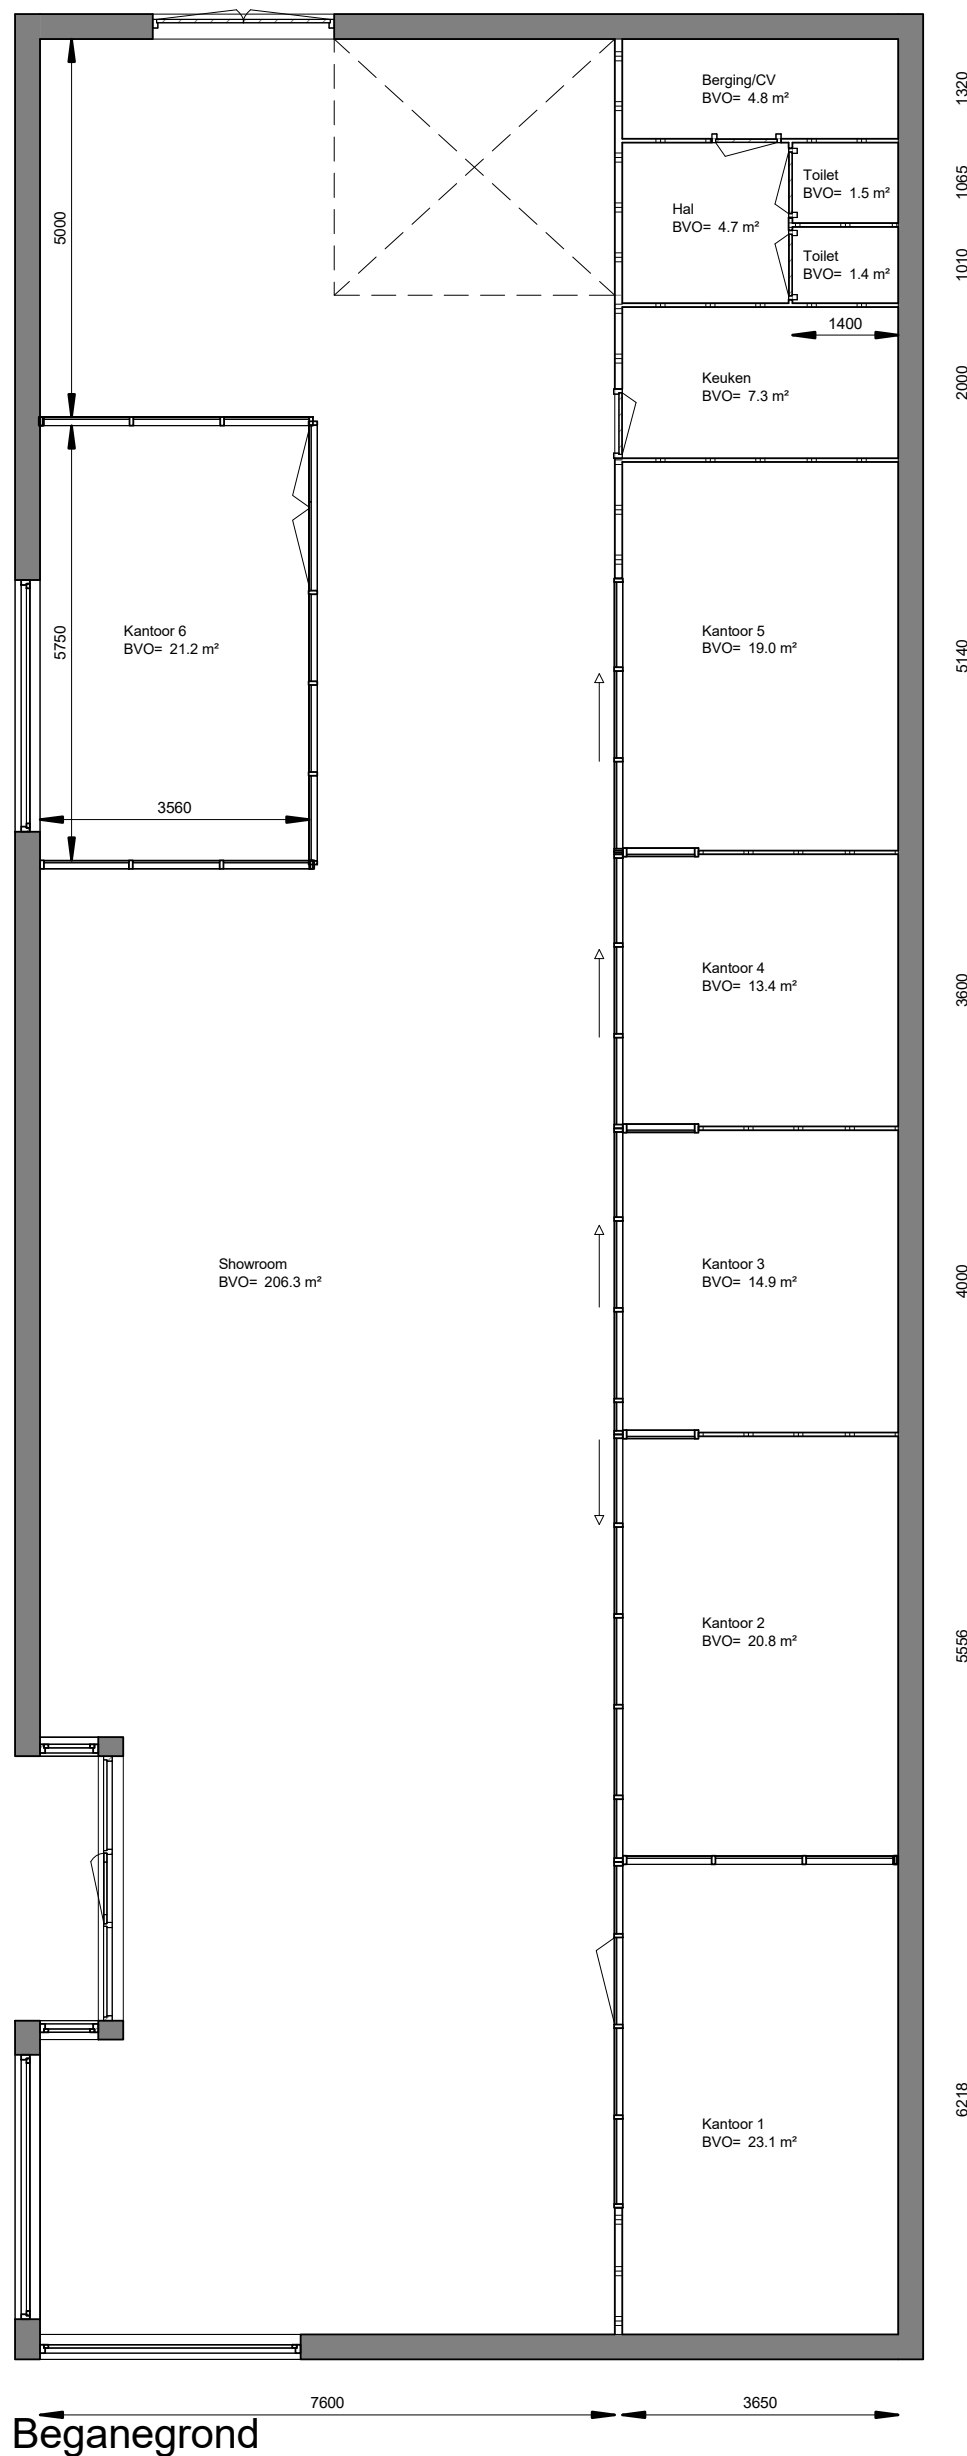 Berging/CV
BVO= 4.8 m²
1320
Toilet
BVO= 1.5 m²
1065
Hal
BVO= 4.7 m²
5000
Toilet
BVO= 1.4 m²
1010
1400
Keuken
BVO= 7.3 m²
2000
Kantoor 6
BVO= 21.2 m²
5750
3560
Kantoor 5
BVO= 19.0 m²
5140
Kantoor 4
BVO= 13.4 m²
3600
Showroom
BVO= 206.3 m²
Kantoor 3
BVO= 14.9 m²
4000
Kantoor 2
BVO= 20.8 m²
5556
Kantoor 1
BVO= 23.1 m²
6218
7600
3650
Beganegrond